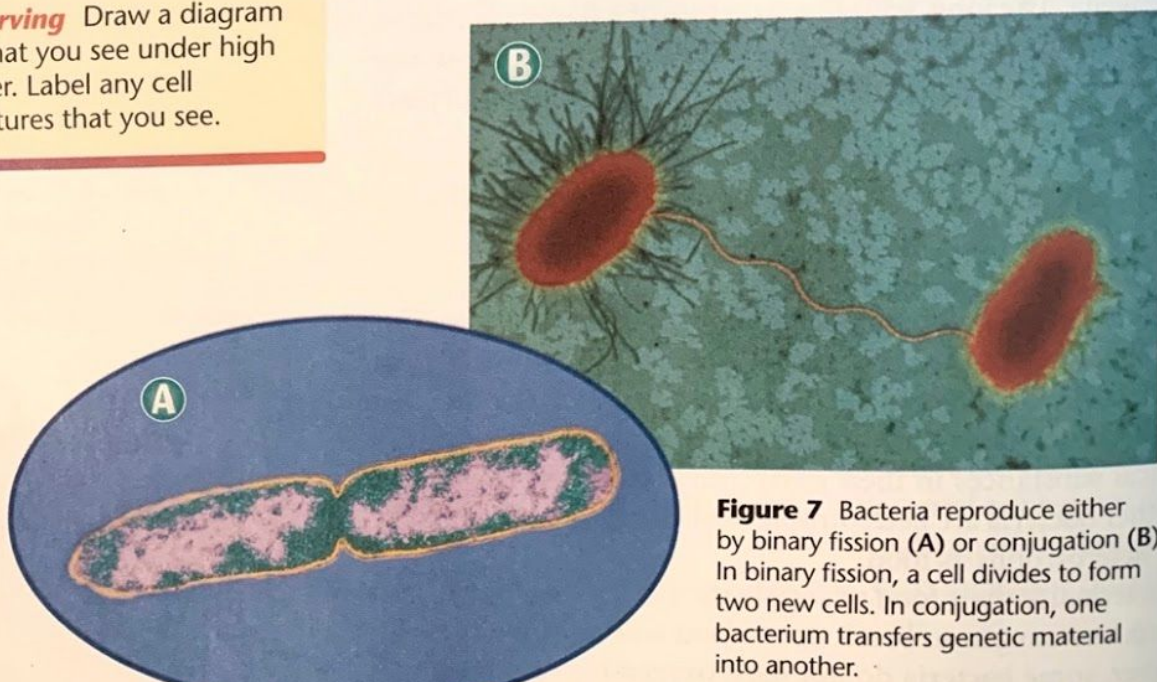 rving Draw a diagram
hat you see under high
er. Label any cell
tures that you see.
B
A
Figure 7 Bacteria reproduce either
by binary fission (A) or conjugation (B)
In binary fission, a cell divides to form
two new cells. In conjugation, one
bacterium transfers genetic material
into another.